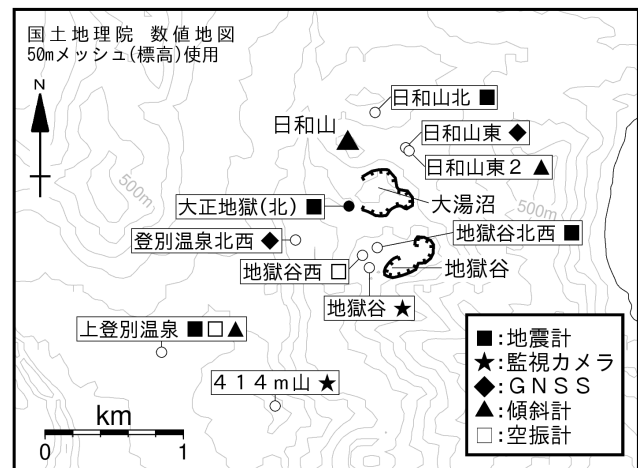 国土地理院 数値地図
50mメッシュ(標高)使用
N
日和山北 ■
日和山
日和山東 ◆
日和山東２ ▲
500m
大正地獄(北) ■
大湯沼
500m
登別温泉北西 ◆
地獄谷北西 ■
地獄谷西 □
地獄谷
地獄谷 ★
上登別温泉 ■□▲
４１４ｍ山 ★
■:地震計
★:監視カメラ
◆:ＧＮＳＳ
▲:傾斜計
□:空振計
km
0 1